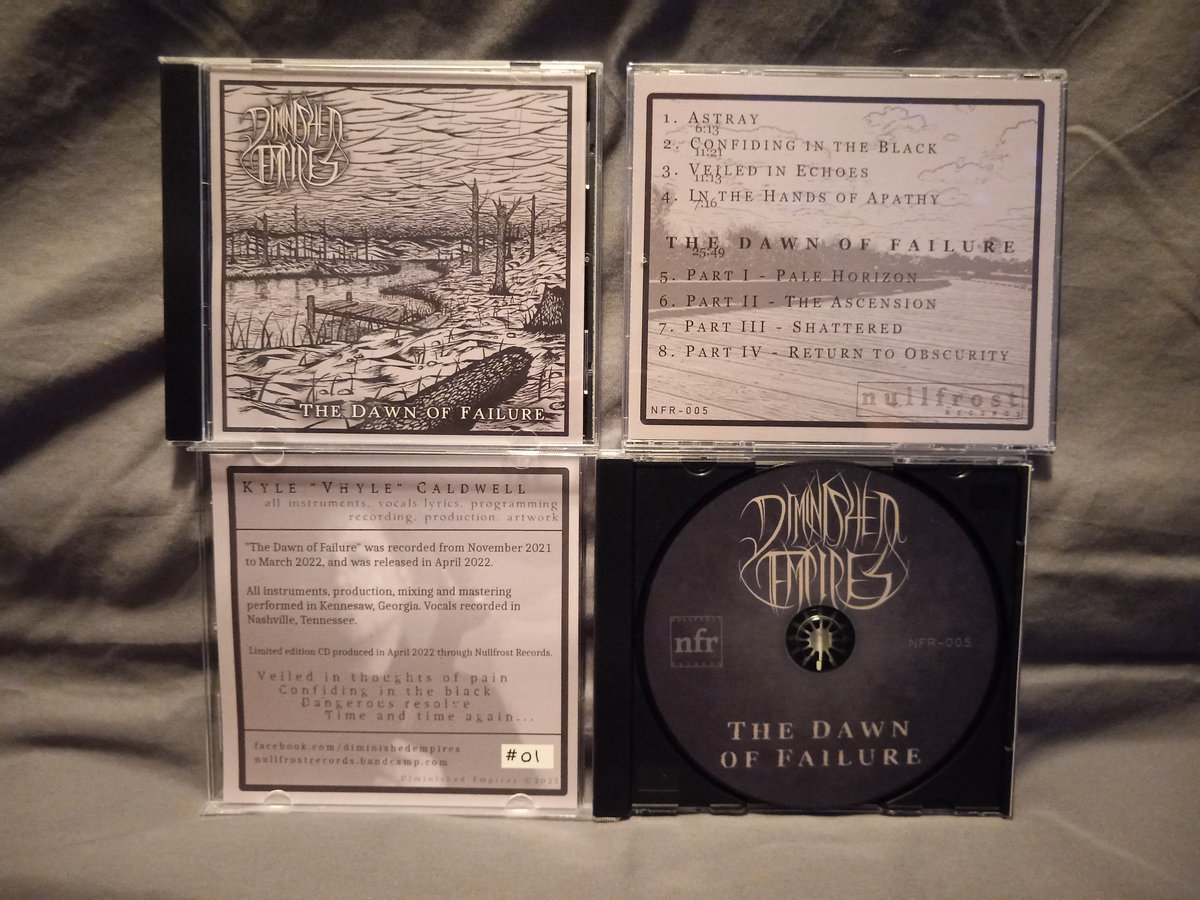 DIMINISHED
EMPIRES
THE DAWN OF FAILURE
1. ASTRAY
6:13
2. CONFIDING IN THE BLACK
11:21
3. VEILED IN ECHOES
11:13
4. IN THE HANDS OF APATHY
7:16
THE DAWN OF FAILURE
25:49
5. PART I - PALE HORIZON
6. PART II - THE ASCENSION
7. PART III - SHATTERED
8. PART IV - RETURN TO OBSCURITY
NFR-005
nullfrost
RECORDS
KYLE "VHYLE" CALDWELL
all instruments, vocals lyrics, programming
recording, production, artwork
"The Dawn of Failure" was recorded from November 2021
to March 2022, and was released in April 2022.
All instruments, production, mixing and mastering
performed in Kennesaw, Georgia. Vocals recorded in
Nashville, Tennessee.
Limited edition CD produced in April 2022 through Nullfrost Records.
Veiled in thoughts of pain
Confiding in the black
Dangerous resolve
Time and time again...
facebook.com/diminishedempires
nullfrostrecords.bandcamp.com
#01
Diminished Empires ©2022
DIMINISHED
EMPIRES
NULLFROST
nfr
RECORDS
NFR-005
THE DAWN
OF FAILURE